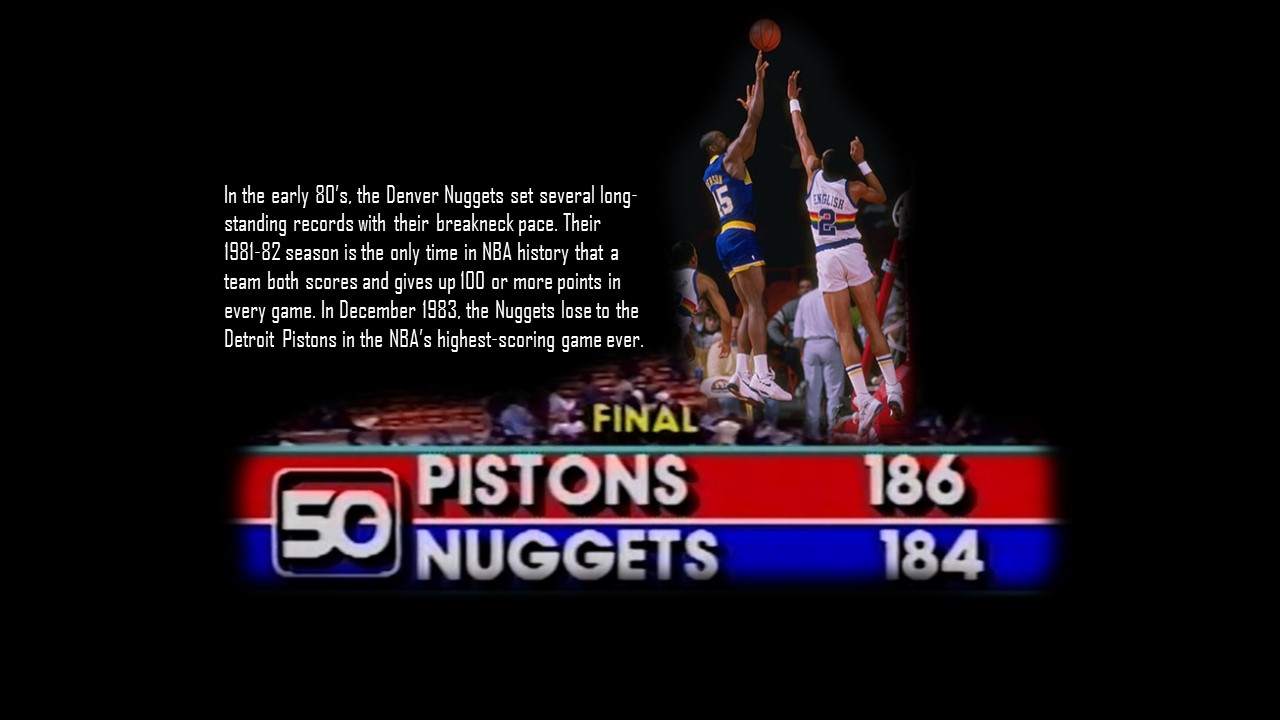 In the early 80's, the Denver Nuggets set several long-
standing records with their breakneck pace. Their
1981-82 season is the only time in NBA history that a
team both scores and gives up 100 or more points in
every game. In December 1983, the Nuggets lose to the
Detroit Pistons in the NBA's highest-scoring game ever.
15
ENGLISH
2
FINAL
50
PISTONS 186
NUGGETS 184